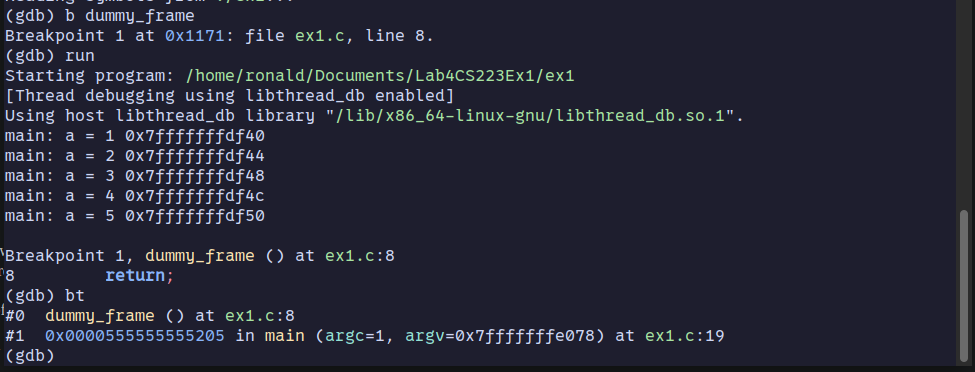 (gdb) b dummy_frame
Breakpoint 1 at 0x1171: file ex1.c, line 8.
(gdb) run
Starting program: /home/ronald/Documents/Lab4CS223Ex1/ex1
[Thread debugging using libthread_db enabled]
Using host libthread_db library "/lib/x86_64-linux-gnu/libthread_db.so.1".
main: a = 1 0x7fffffffdf40
main: a = 2 0x7fffffffdf44
main: a = 3 0x7fffffffdf48
main: a = 4 0x7fffffffdf4c
main: a = 5 0x7fffffffdf50
Breakpoint 1, dummy_frame () at ex1.c:8
8 return;
(gdb) bt
#0 dummy_frame () at ex1.c:8
#1 0x0000555555555205 in main (argc=1, argv=0x7fffffffe078) at ex1.c:19
(gdb)